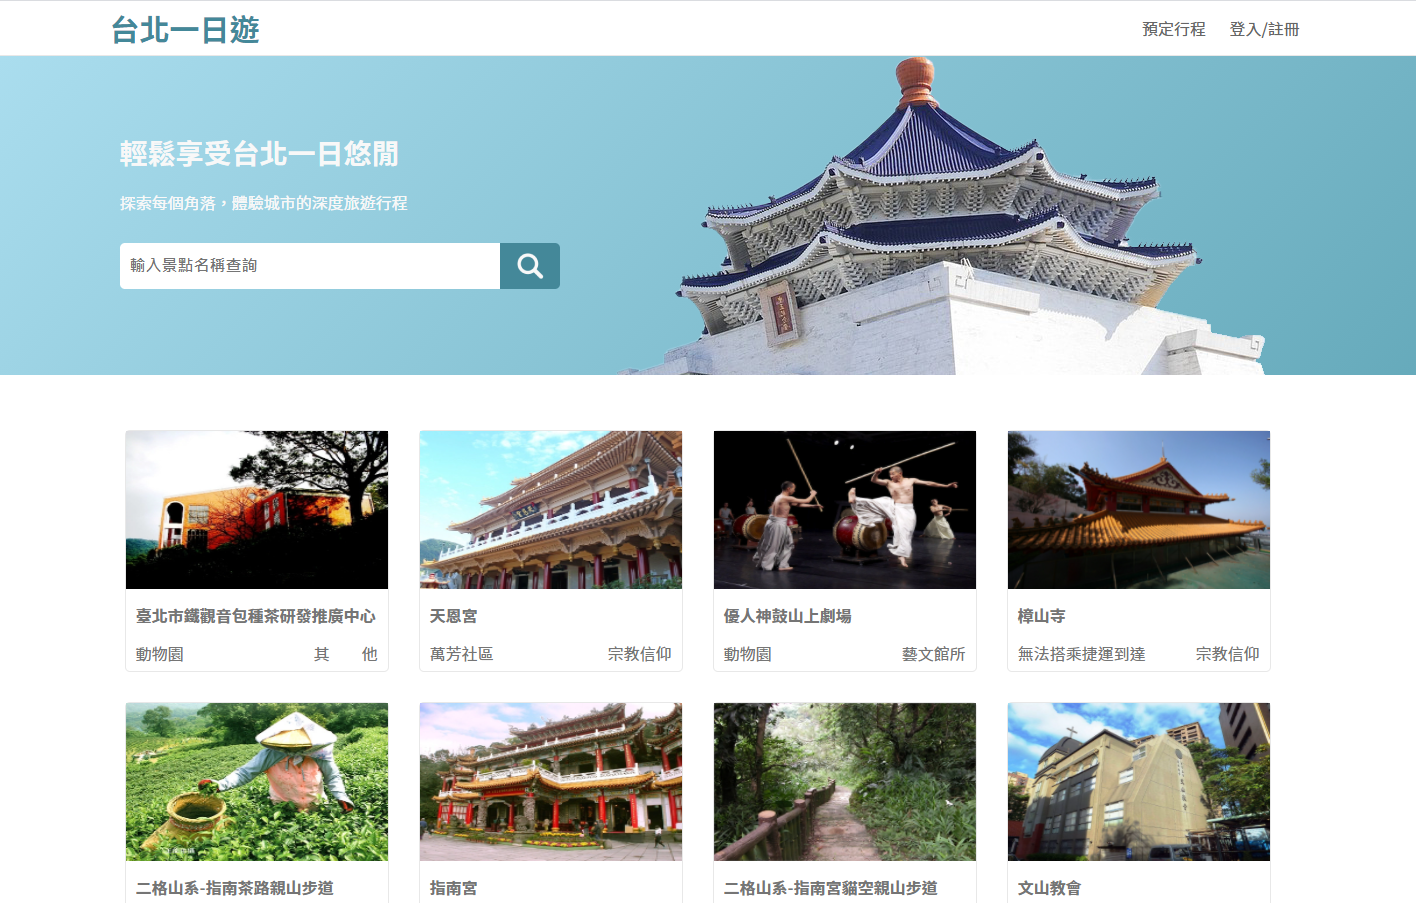 台北一日遊
預定行程 登入/註冊
輕鬆享受台北一日悠閒
探索每個角落，體驗城市的深度旅遊行程
輸入景點名稱查詢
臺北市鐵觀音包種茶研發推廣中心
動物園 其　　他
天恩宮
萬芳社區 宗教信仰
優人神鼓山上劇場
動物園 藝文館所
樟山寺
無法搭乘捷運到達 宗教信仰
二格山系-指南茶路親山步道
指南宮
二格山系-指南宮貓空親山步道
文山教會